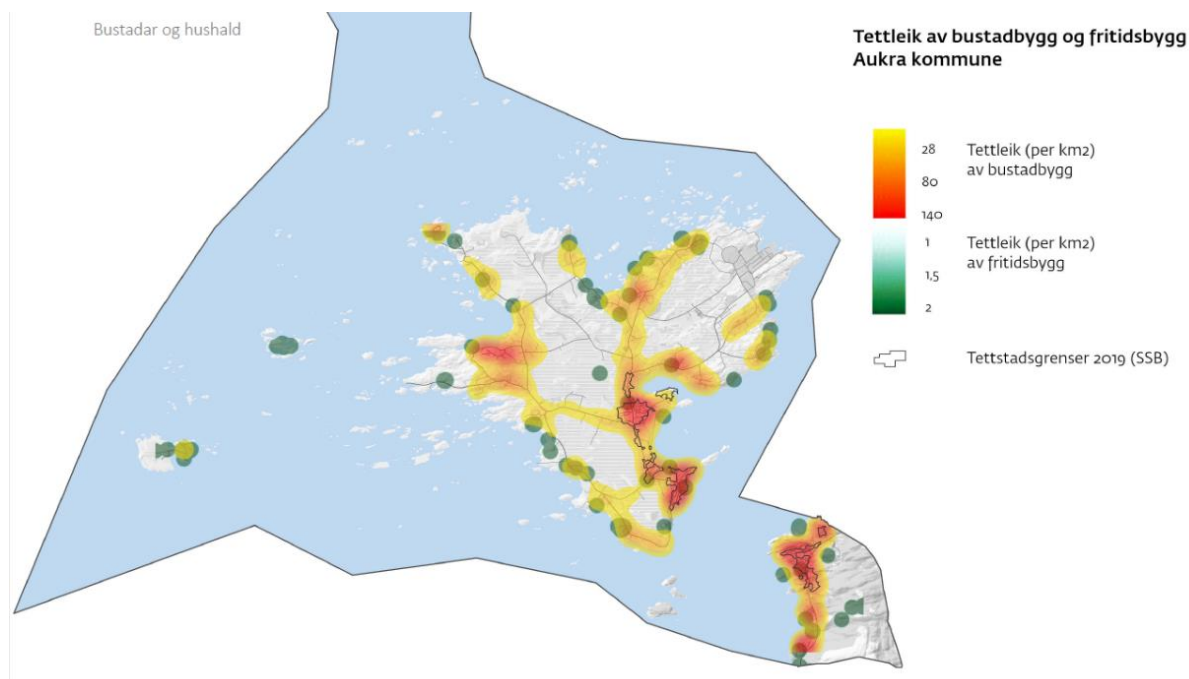 Bustadar og hushald
Tettleik av bustadbygg og fritidsbygg
Aukra kommune
28
80
140
Tettleik (per km2)
av bustadbygg
1
1,5
2
Tettleik (per km2)
av fritidsbygg
Tettstadsgrenser 2019 (SSB)